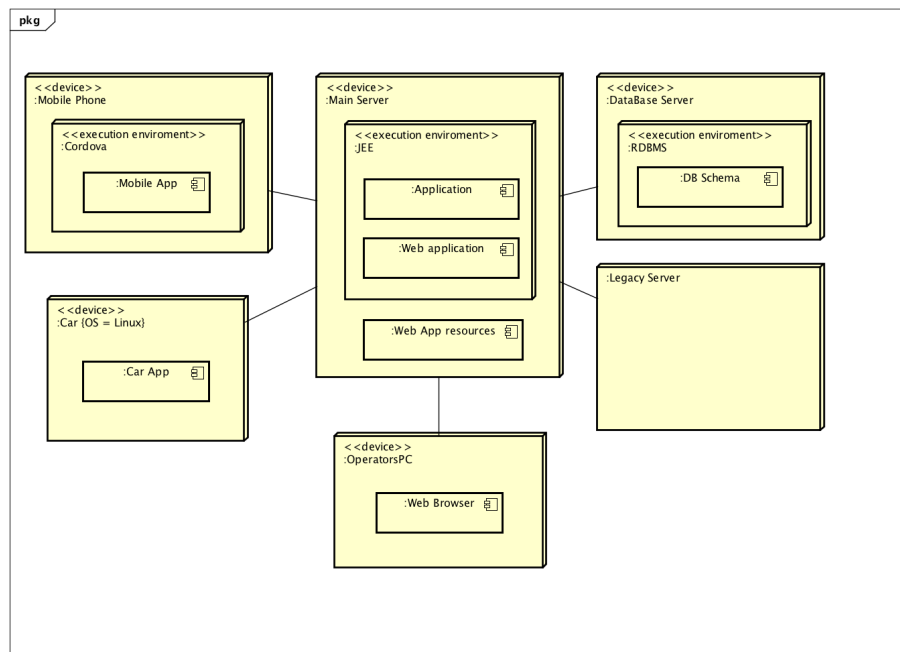 pkg
<<device>>
:Mobile Phone
<<execution enviroment>>
:Cordova
:Mobile App
<<device>>
:Main Server
<<execution enviroment>>
:JEE
:Application
:Web application
:Web App resources
<<device>>
:DataBase Server
<<execution enviroment>>
:RDBMS
:DB Schema
:Legacy Server
<<device>>
:Car {OS = Linux}
:Car App
<<device>>
:OperatorsPC
:Web Browser